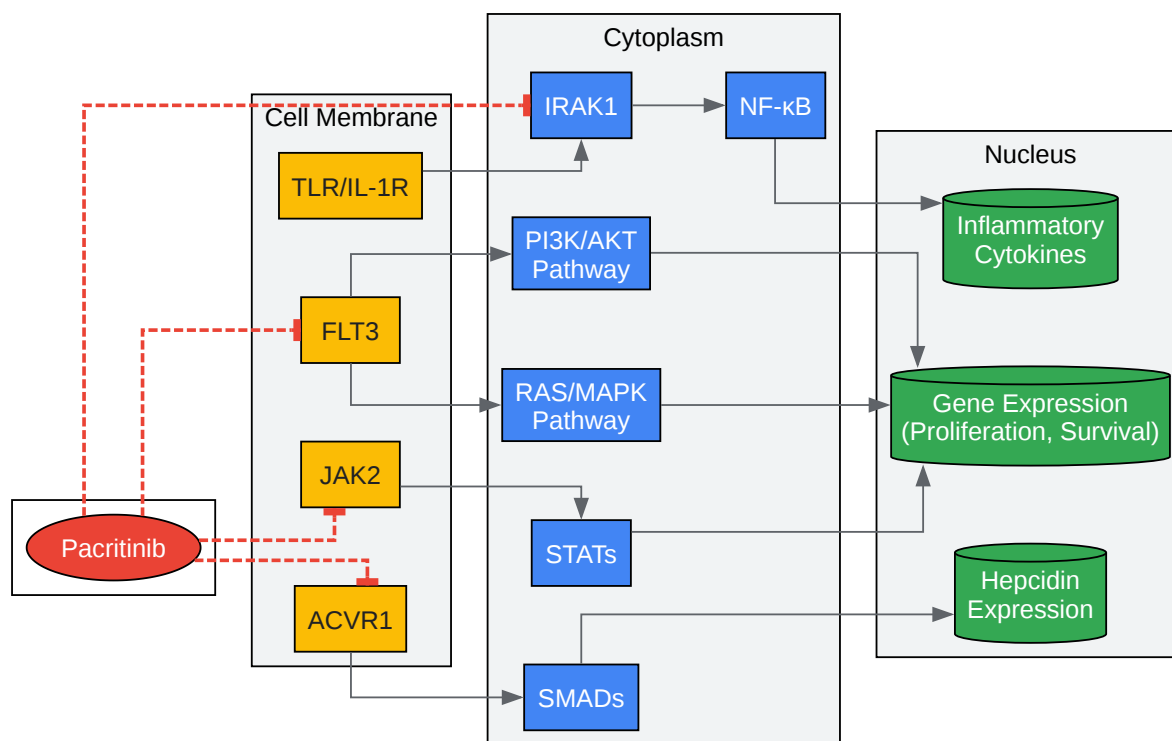 Cytoplasm
IRAK1
NF-κB
Cell Membrane
Nucleus
TLR/IL-1R
Inflammatory
Cytokines
PI3K/AKT
Pathway
FLT3
RAS/MAPK
Pathway
Gene Expression
(Proliferation, Survival)
JAK2
Pacritinib
STATs
Hepcidin
Expression
ACVR1
SMADs